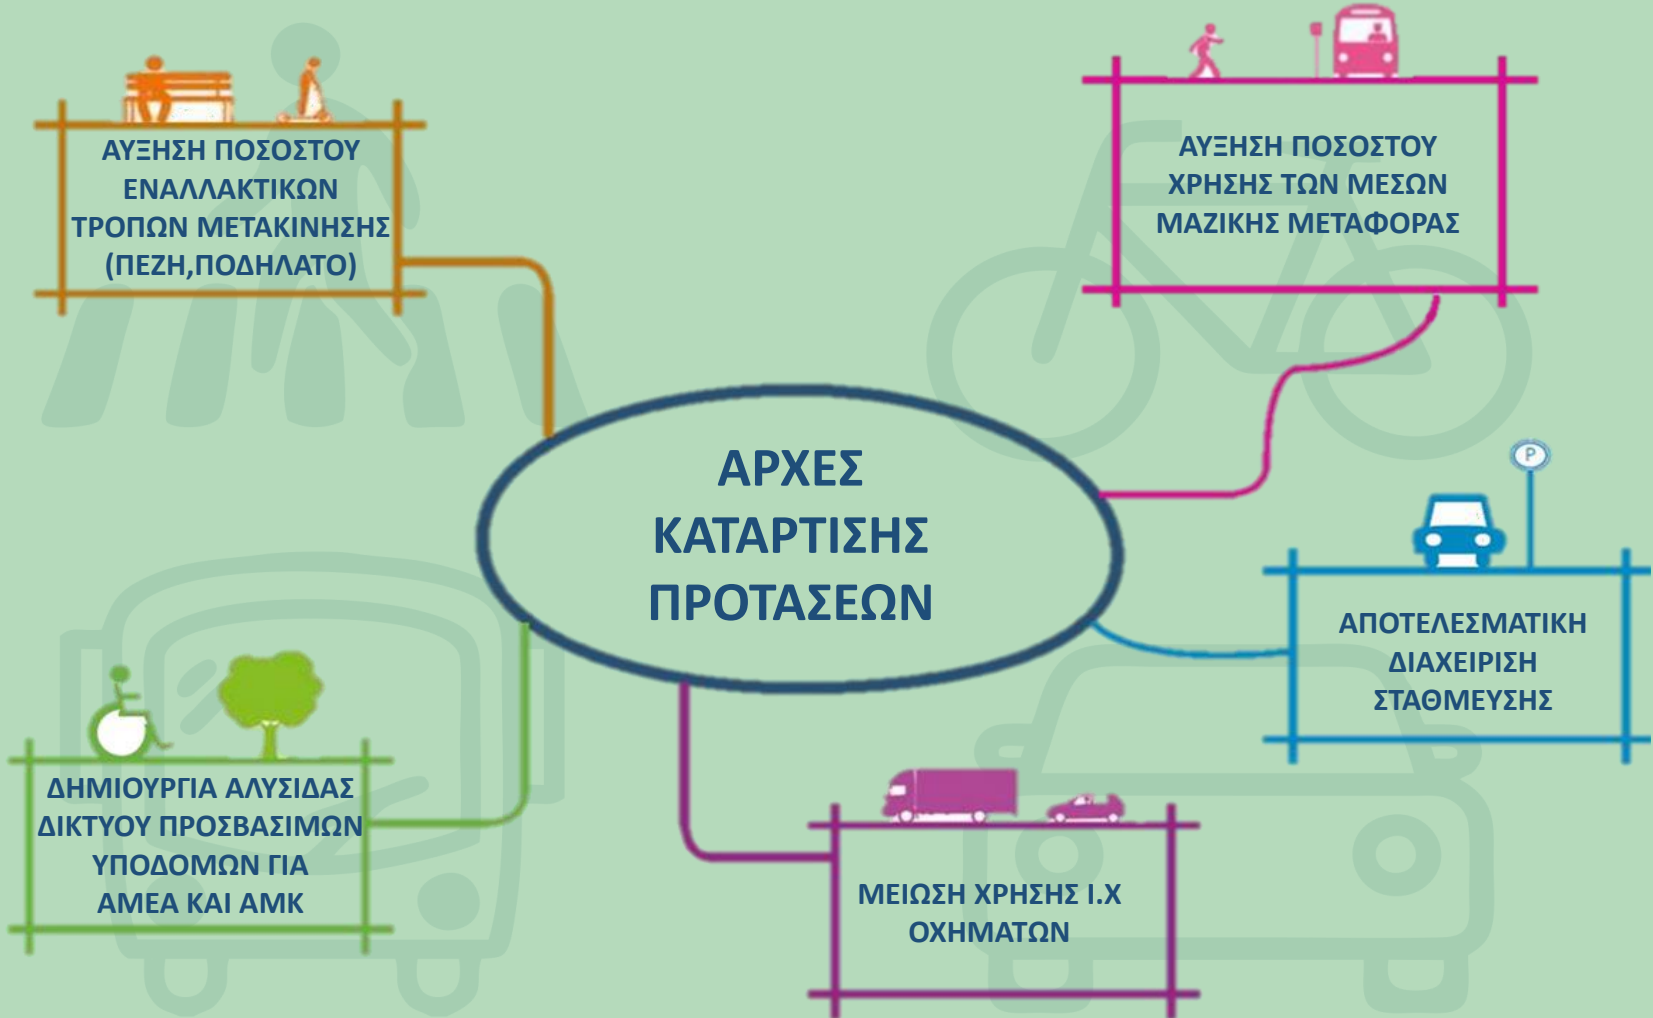 ΑΥΞΗΣΗ ΠΟΣΟΣΤΟΥ
ΕΝΑΛΛΑΚΤΙΚΩΝ
ΤΡΟΠΩΝ ΜΕΤΑΚΙΝΗΣΗΣ
(ΠΕΖΗ,ΠΟΔΗΛΑΤΟ)
ΑΥΞΗΣΗ ΠΟΣΟΣΤΟΥ
ΧΡΗΣΗΣ ΤΩΝ ΜΕΣΩΝ
ΜΑΖΙΚΗΣ ΜΕΤΑΦΟΡΑΣ
ΑΡΧΕΣ
ΚΑΤΑΡΤΙΣΗΣ
ΠΡΟΤΑΣΕΩΝ
P
ΑΠΟΤΕΛΕΣΜΑΤΙΚΗ
ΔΙΑΧΕΙΡΙΣΗ
ΣΤΑΘΜΕΥΣΗΣ
ΔΗΜΙΟΥΡΓΙΑ ΑΛΥΣΙΔΑΣ
ΔΙΚΤΥΟΥ ΠΡΟΣΒΑΣΙΜΩΝ
ΥΠΟΔΟΜΩΝ ΓΙΑ
ΑΜΕΑ ΚΑΙ ΑΜΚ
ΜΕΙΩΣΗ ΧΡΗΣΗΣ Ι.Χ
ΟΧΗΜΑΤΩΝ